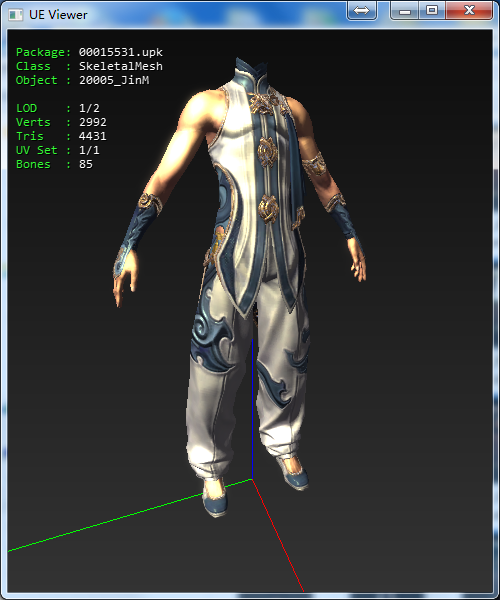 UE Viewer
Package: 00015531.upk
Class : SkeletalMesh
Object : 20005_JinM
LOD : 1/2
Verts : 2992
Tris : 4431
UV Set : 1/1
Bones : 85